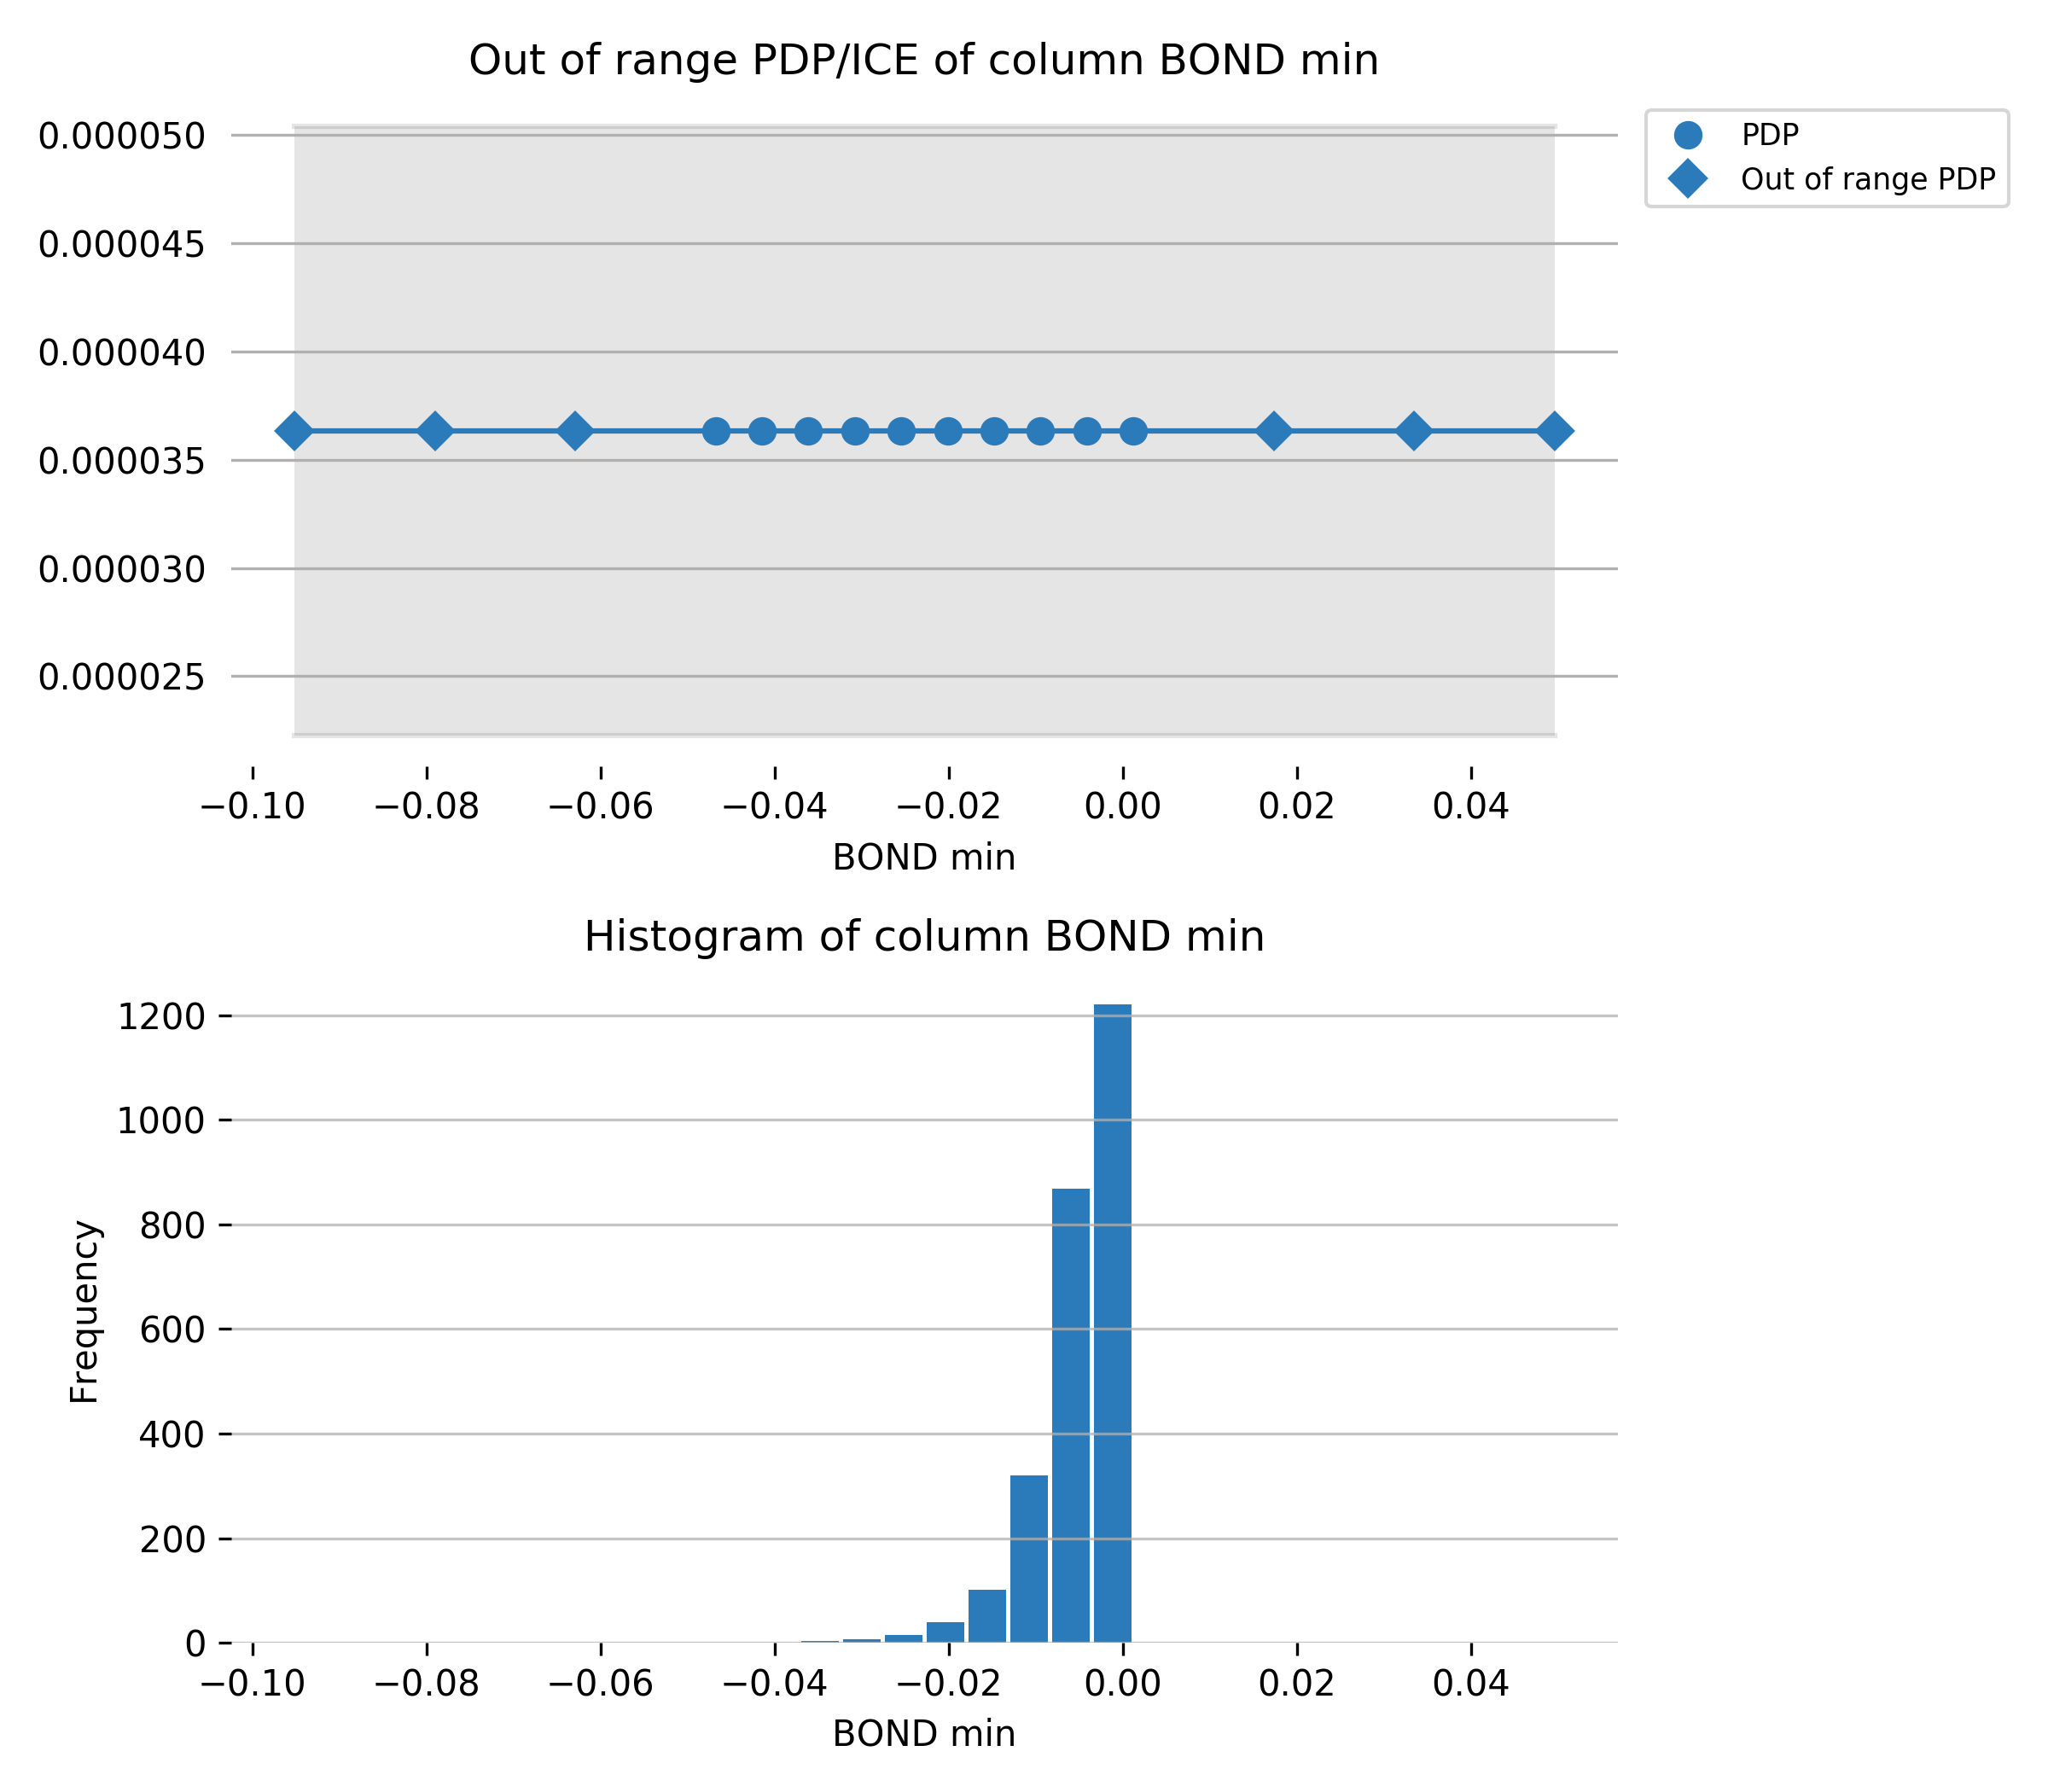 Out of range PDP/ICE of column BOND min
PDP
Out of range PDP
0.000050
0.000045
0.000040
0.000035
0.000030
0.000025
−0.10 −0.08 −0.06 −0.04 −0.02 0.00 0.02 0.04
BOND min
Histogram of column BOND min
Frequency
1200
1000
800
600
400
200
0
−0.10 −0.08 −0.06 −0.04 −0.02 0.00 0.02 0.04
BOND min